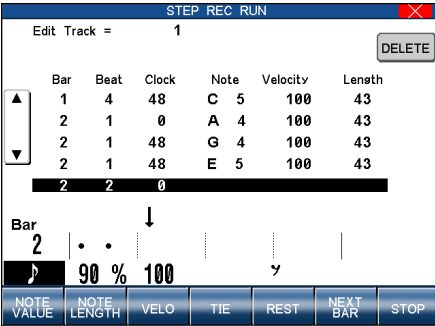 STEP REC RUN
Edit Track = 1
DELETE
Bar Beat Clock Note Velocity Length
1 4 48 C 5 100 43
2 1 0 A 4 100 43
2 1 48 G 4 100 43
2 1 48 E 5 100 43
2 2 0
Bar
2
90 % 100
NOTE VALUE NOTE LENGTH VELO TIE REST NEXT BAR STOP